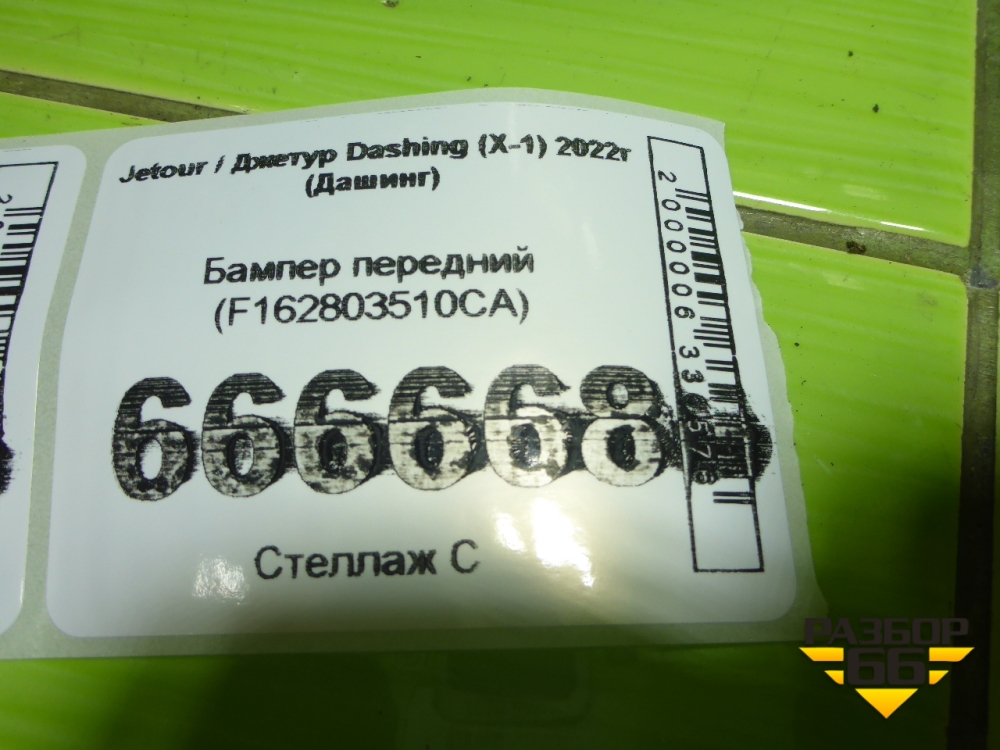 Jetour / Джетур Dashing (X-1) 2022г
(Дашинг)
Бампер передний
(F162803510CA)
666668
Стеллаж С
РАЗБОР
66